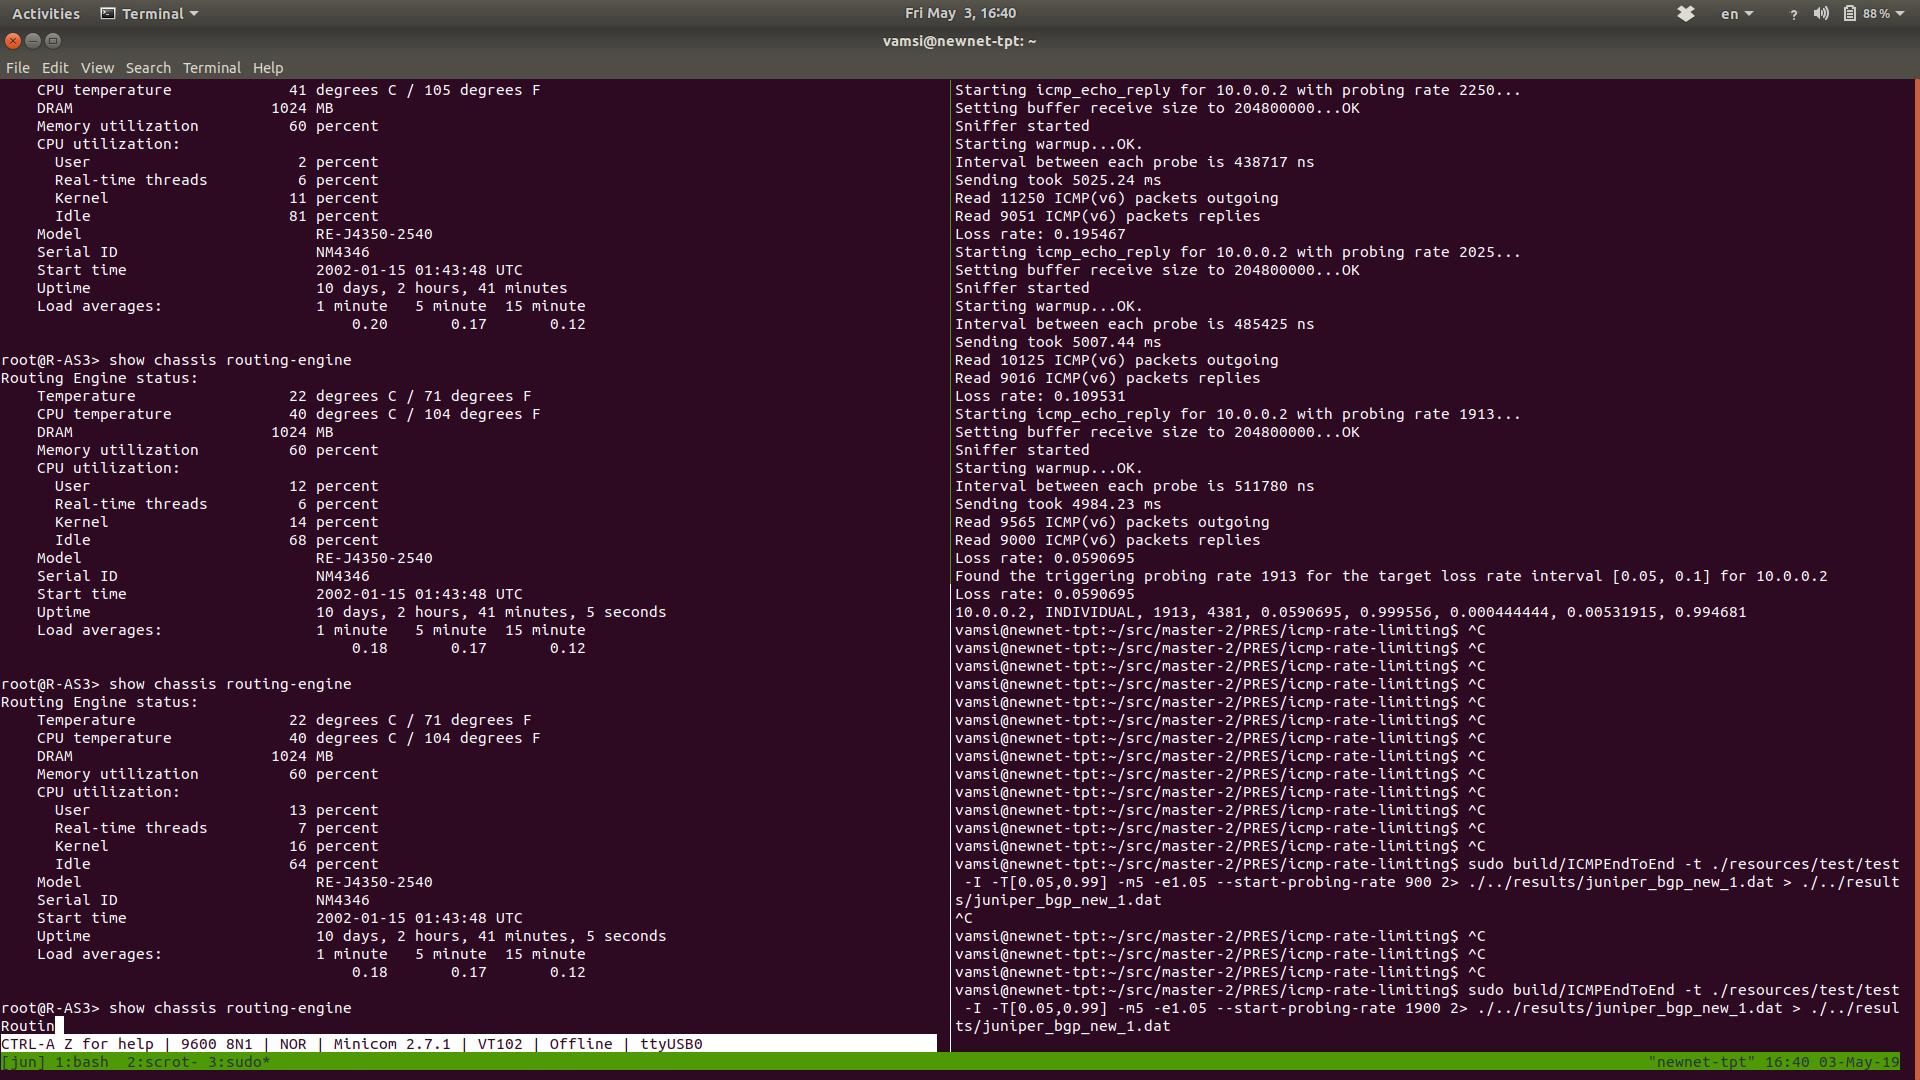 Activities Terminal Fri May 3, 16:40 en ? 88 %
vamsi@newnet-tpt: ~
File Edit View Search Terminal Help
CPU temperature 41 degrees C / 105 degrees F
DRAM 1024 MB
Memory utilization 60 percent
CPU utilization:
User 2 percent
Real-time threads 6 percent
Kernel 11 percent
Idle 81 percent
Model RE-J4350-2540
Serial ID NM4346
Start time 2002-01-15 01:43:48 UTC
Uptime 10 days, 2 hours, 41 minutes
Load averages: 1 minute 5 minute 15 minute
0.20 0.17 0.12
root@R-AS3> show chassis routing-engine
Routing Engine status:
Temperature 22 degrees C / 71 degrees F
CPU temperature 40 degrees C / 104 degrees F
DRAM 1024 MB
Memory utilization 60 percent
CPU utilization:
User 12 percent
Real-time threads 6 percent
Kernel 14 percent
Idle 68 percent
Model RE-J4350-2540
Serial ID NM4346
Start time 2002-01-15 01:43:48 UTC
Uptime 10 days, 2 hours, 41 minutes, 5 seconds
Load averages: 1 minute 5 minute 15 minute
0.18 0.17 0.12
root@R-AS3> show chassis routing-engine
Routing Engine status:
Temperature 22 degrees C / 71 degrees F
CPU temperature 40 degrees C / 104 degrees F
DRAM 1024 MB
Memory utilization 60 percent
CPU utilization:
User 13 percent
Real-time threads 7 percent
Kernel 16 percent
Idle 64 percent
Model RE-J4350-2540
Serial ID NM4346
Start time 2002-01-15 01:43:48 UTC
Uptime 10 days, 2 hours, 41 minutes, 5 seconds
Load averages: 1 minute 5 minute 15 minute
0.18 0.17 0.12
root@R-AS3> show chassis routing-engine
Routin
CTRL-A Z for help | 9600 8N1 | NOR | Minicom 2.7.1 | VT102 | Offline | ttyUSB0
Starting icmp_echo_reply for 10.0.0.2 with probing rate 2250...
Setting buffer receive size to 204800000...OK
Sniffer started
Starting warmup...OK.
Interval between each probe is 438717 ns
Sending took 5025.24 ms
Read 11250 ICMP(v6) packets outgoing
Read 9051 ICMP(v6) packets replies
Loss rate: 0.195467
Starting icmp_echo_reply for 10.0.0.2 with probing rate 2025...
Setting buffer receive size to 204800000...OK
Sniffer started
Starting warmup...OK.
Interval between each probe is 485425 ns
Sending took 5007.44 ms
Read 10125 ICMP(v6) packets outgoing
Read 9016 ICMP(v6) packets replies
Loss rate: 0.109531
Starting icmp_echo_reply for 10.0.0.2 with probing rate 1913...
Setting buffer receive size to 204800000...OK
Sniffer started
Starting warmup...OK.
Interval between each probe is 511780 ns
Sending took 4984.23 ms
Read 9565 ICMP(v6) packets outgoing
Read 9000 ICMP(v6) packets replies
Loss rate: 0.0590695
Found the triggering probing rate 1913 for the target loss rate interval [0.05, 0.1] for 10.0.0.2
Loss rate: 0.0590695
10.0.0.2, INDIVIDUAL, 1913, 4381, 0.0590695, 0.999556, 0.000444444, 0.00531915, 0.994681
vamsi@newnet-tpt:~/src/master-2/PRES/icmp-rate-limiting$ ^C
vamsi@newnet-tpt:~/src/master-2/PRES/icmp-rate-limiting$ ^C
vamsi@newnet-tpt:~/src/master-2/PRES/icmp-rate-limiting$ ^C
vamsi@newnet-tpt:~/src/master-2/PRES/icmp-rate-limiting$ ^C
vamsi@newnet-tpt:~/src/master-2/PRES/icmp-rate-limiting$ ^C
vamsi@newnet-tpt:~/src/master-2/PRES/icmp-rate-limiting$ ^C
vamsi@newnet-tpt:~/src/master-2/PRES/icmp-rate-limiting$ ^C
vamsi@newnet-tpt:~/src/master-2/PRES/icmp-rate-limiting$ ^C
vamsi@newnet-tpt:~/src/master-2/PRES/icmp-rate-limiting$ ^C
vamsi@newnet-tpt:~/src/master-2/PRES/icmp-rate-limiting$ ^C
vamsi@newnet-tpt:~/src/master-2/PRES/icmp-rate-limiting$ ^C
vamsi@newnet-tpt:~/src/master-2/PRES/icmp-rate-limiting$ ^C
vamsi@newnet-tpt:~/src/master-2/PRES/icmp-rate-limiting$ ^C
vamsi@newnet-tpt:~/src/master-2/PRES/icmp-rate-limiting$ sudo build/ICMPEndToEnd -t ./resources/test/test
-I -T[0.05,0.99] -m5 -e1.05 --start-probing-rate 900 2> ./../results/juniper_bgp_new_1.dat > ./../result
s/juniper_bgp_new_1.dat
^C
vamsi@newnet-tpt:~/src/master-2/PRES/icmp-rate-limiting$ ^C
vamsi@newnet-tpt:~/src/master-2/PRES/icmp-rate-limiting$ ^C
vamsi@newnet-tpt:~/src/master-2/PRES/icmp-rate-limiting$ ^C
vamsi@newnet-tpt:~/src/master-2/PRES/icmp-rate-limiting$ sudo build/ICMPEndToEnd -t ./resources/test/test
-I -T[0.05,0.99] -m5 -e1.05 --start-probing-rate 1900 2> ./../results/juniper_bgp_new_1.dat > ./../resul
ts/juniper_bgp_new_1.dat
[jun] 1:bash 2:scrot- 3:sudo* "newnet-tpt" 16:40 03-May-19